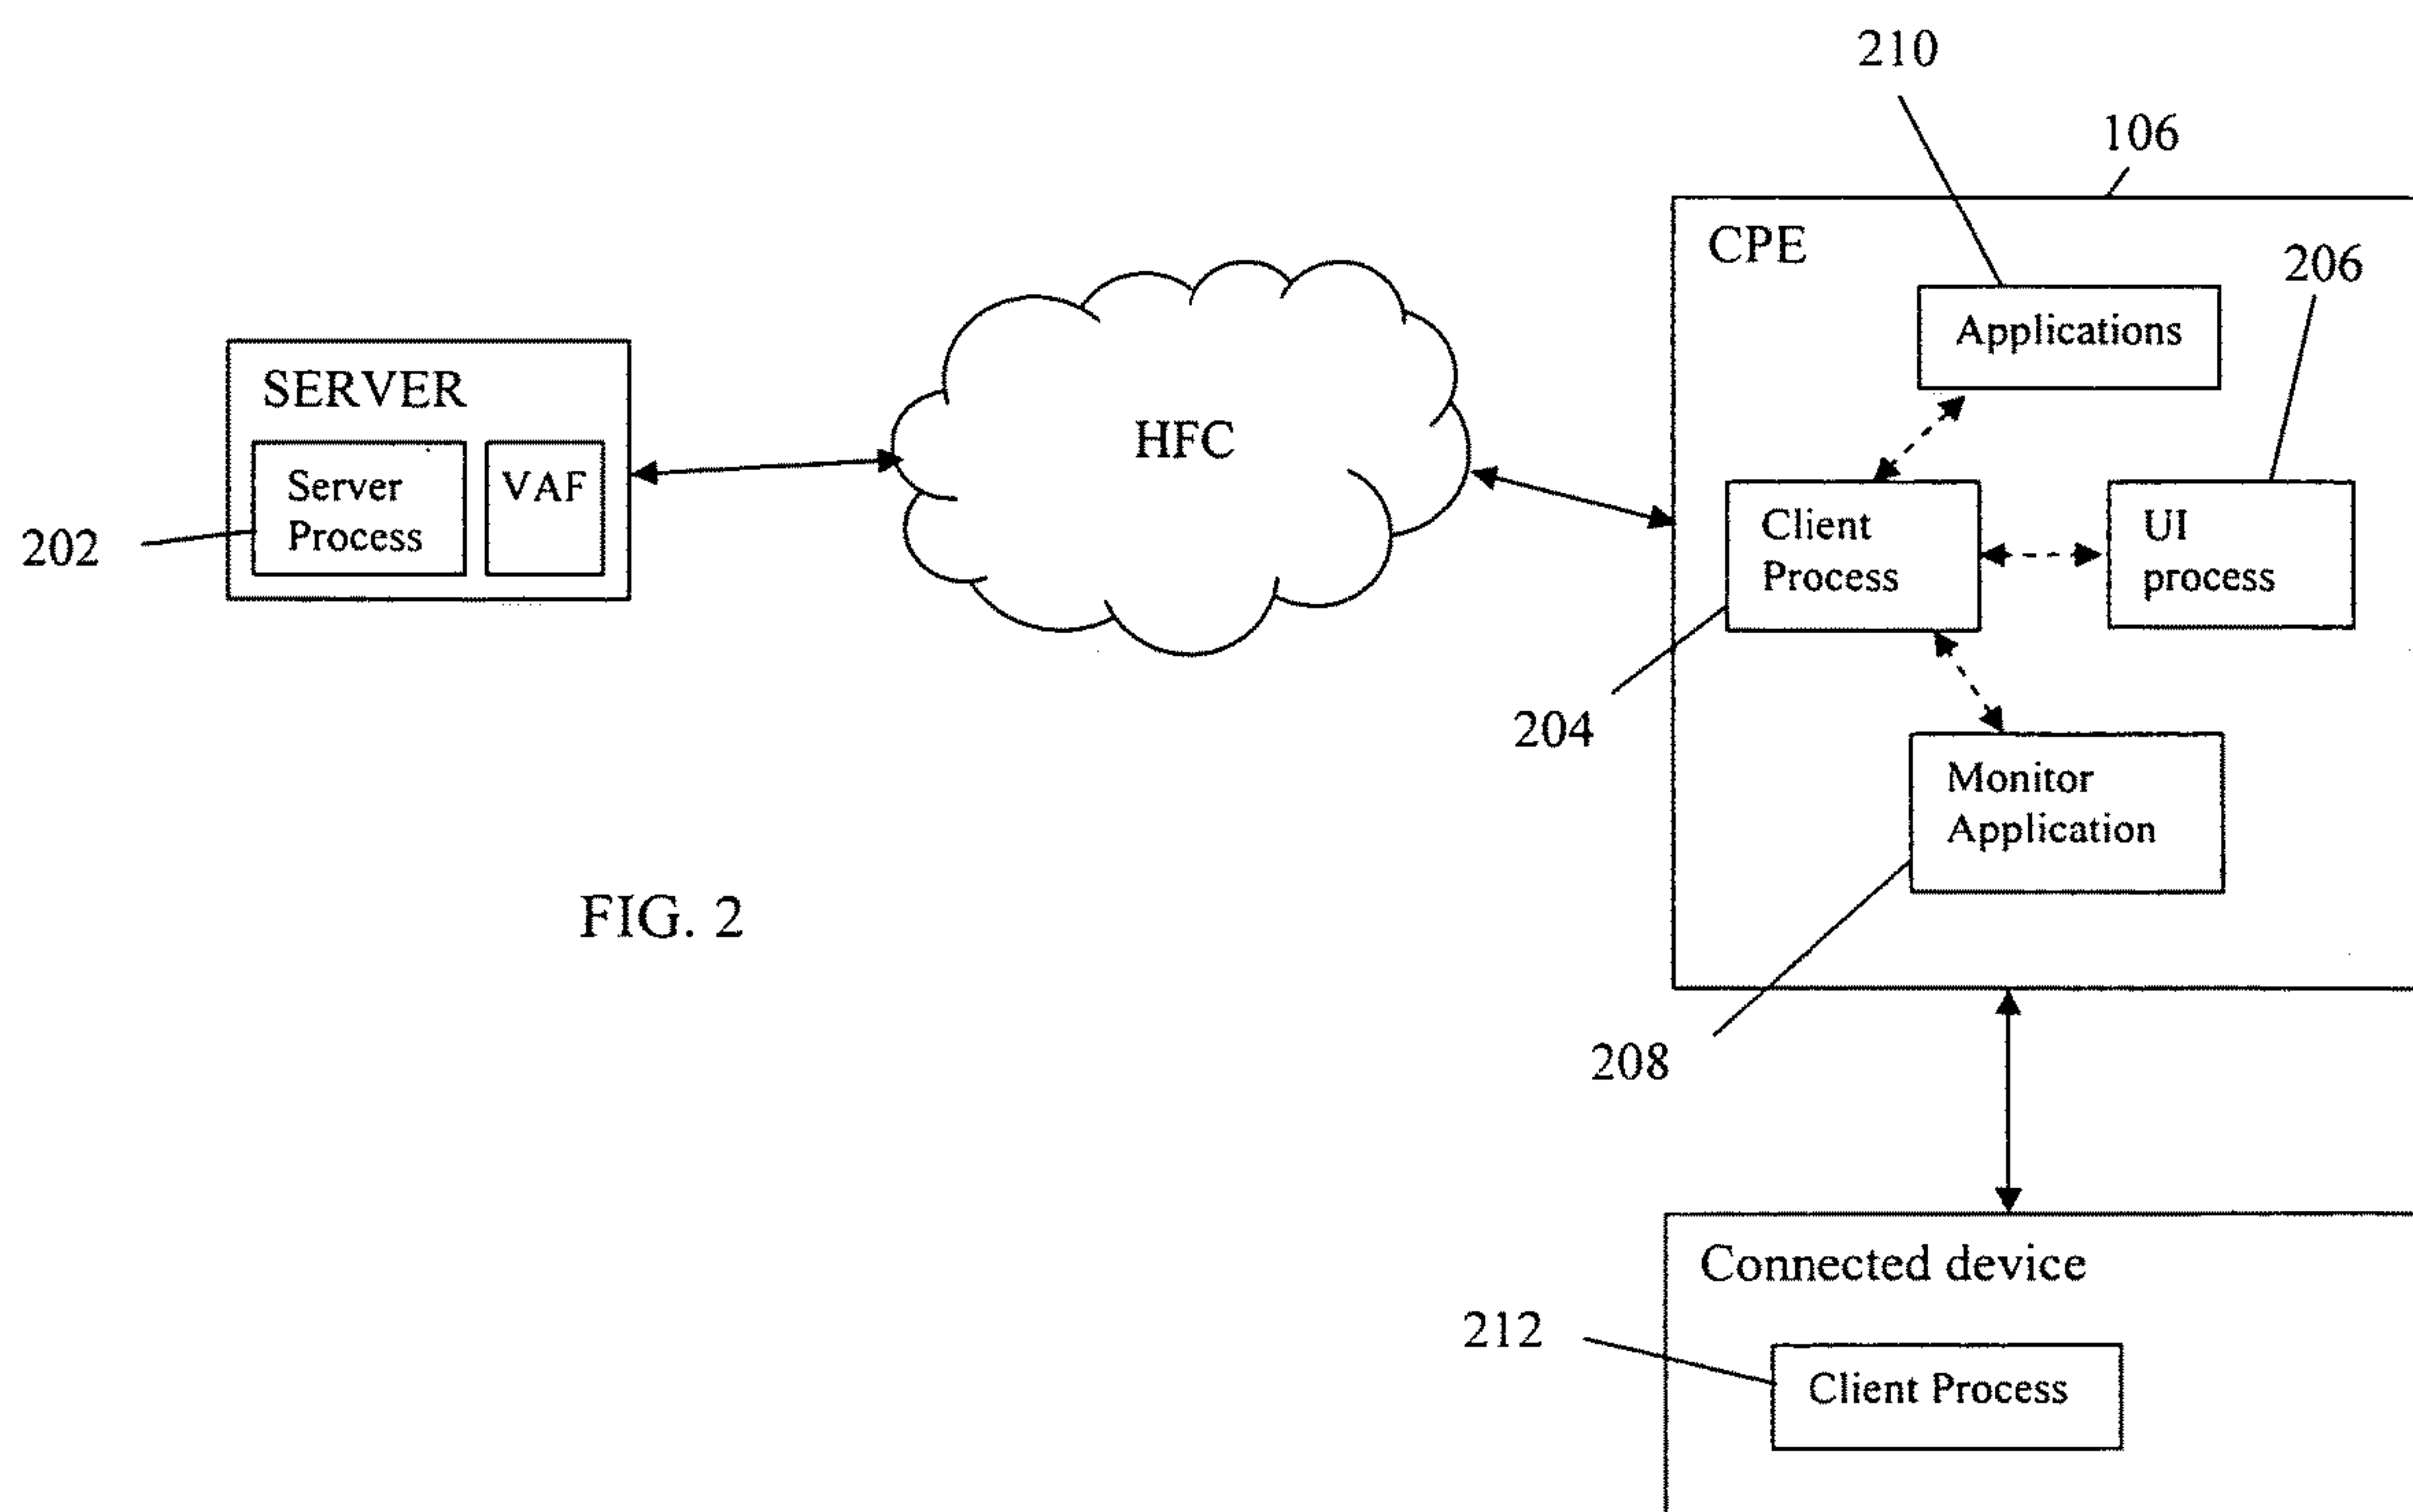 210
106
CPE
206
Applications
SERVER
HFC
Server
Process
VAF
202
Client
Process
UI
process
204
Monitor
Application
FIG. 2
208
Connected device
212
Client Process